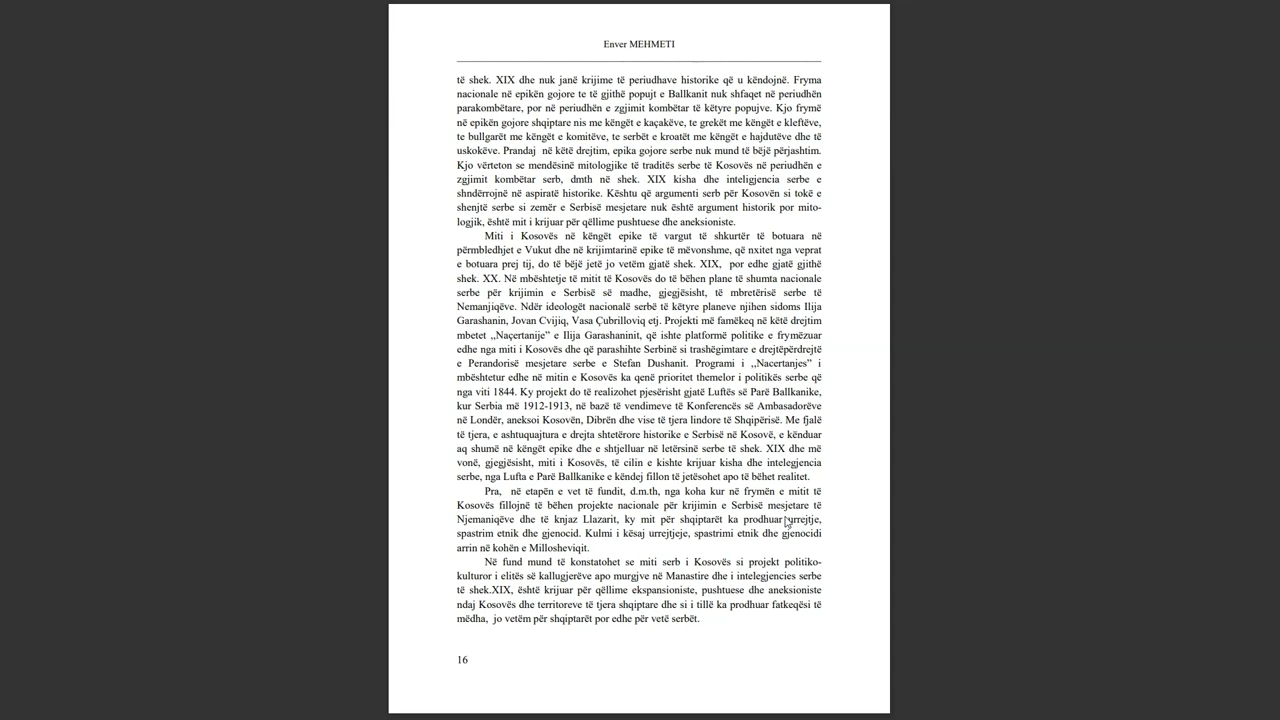 Enver MEHMETI
të shek. XIX dhe nuk janë krijime të periudhave historike që u këndojnë. Fryma
nacionale në epikën gojore te të gjithë popujt e Ballkanit nuk shfaqet në periudhën
parakombëtare, por në periudhën e zgjimit kombëtar të këtyre popujve. Kjo frymë
në epikën gojore shqiptare nis me këngët e kaçakëve, te grekët me këngët e kleftëve,
te bullgarët me këngët e komitëve, te serbët e kroatët me këngët e hajdutëve dhe të
uskokëve. Prandaj në këtë drejtim, epika gojore serbe nuk mund të bëjë përjashtim.
Kjo vërteton se mendësinë mitologjike të traditës serbe të Kosovës në periudhën e
zgjimit kombëtar serb, dmth në shek. XIX kisha dhe inteligjencia serbe e
shndërrojnë në aspiratë historike. Kështu që argumenti serb për Kosovën si tokë e
shenjtë serbe si zemër e Serbisë mesjetare nuk është argument historik por mito-
logjik, është mit i krijuar për qëllime pushtuese dhe aneksioniste.
Miti i Kosovës në këngët epike të vargut të shkurtër të botuara në
përmbledhjet e Vukut dhe në krijimtarinë epike të mëvonshme, që nxitet nga veprat
e botuara prej tij, do të bëjë jetë jo vetëm gjatë shek. XIX, por edhe gjatë gjithë
shek. XX. Në mbështetje të mitit të Kosovës do të bëhen plane të shumta nacionale
serbe për krijimin e Serbisë së madhe, gjegjësisht, të mbretërisë serbe të
Nemanjiqëve. Ndër ideologët nacionalë serbë të këtyre planeve njihen sidoms Ilija
Garashanin, Jovan Cvijiq, Vasa Çubrilloviq etj. Projekti më famëkeq në këtë drejtim
mbetet ,,Naçertanije” e Ilija Garashaninit, që ishte platformë politike e frymëzuar
edhe nga miti i Kosovës dhe që parashihte Serbinë si trashëgimtare e drejtëpërdrejtë
e Perandorisë mesjetare serbe e Stefan Dushanit. Programi i ,,Nacertanjes” i
mbështetur edhe në mitin e Kosovës ka qenë prioritet themelor i politikës serbe që
nga viti 1844. Ky projekt do të realizohet pjesërisht gjatë Luftës së Parë Ballkanike,
kur Serbia më 1912-1913, në bazë të vendimeve të Konferencës së Ambasadorëve
në Londër, aneksoi Kosovën, Dibrën dhe vise të tjera lindore të Shqipërisë. Me fjalë
të tjera, e ashtuquajtura e drejta shtetërore historike e Serbisë në Kosovë, e kënduar
aq shumë në këngët epike dhe e shtjelluar në letërsinë serbe të shek. XIX dhe më
vonë, gjegjësisht, miti i Kosovës, të cilin e kishte krijuar kisha dhe intelegjencia
serbe, nga Lufta e Parë Ballkanike e këndej fillon të jetësohet apo të bëhet realitet.
Pra, në etapën e vet të fundit, d.m.th, nga koha kur në frymën e mitit të
Kosovës fillojnë të bëhen projekte nacionale për krijimin e Serbisë mesjetare të
Njemaniqëve dhe të knjaz Llazarit, ky mit për shqiptarët ka prodhuar urrejtje,
spastrim etnik dhe gjenocid. Kulmi i kësaj urrejtjeje, spastrimi etnik dhe gjenocidi
arrin në kohën e Millosheviqit.
Në fund mund të konstatohet se miti serb i Kosovës si projekt politiko-
kulturor i elitës së kallugjerëve apo murgjve në Manastire dhe i intelegjencies serbe
të shek.XIX, është krijuar për qëllime ekspansioniste, pushtuese dhe aneksioniste
ndaj Kosovës dhe territoreve të tjera shqiptare dhe si i tillë ka prodhuar fatkeqësi të
mëdha, jo vetëm për shqiptarët por edhe për vetë serbët.
16